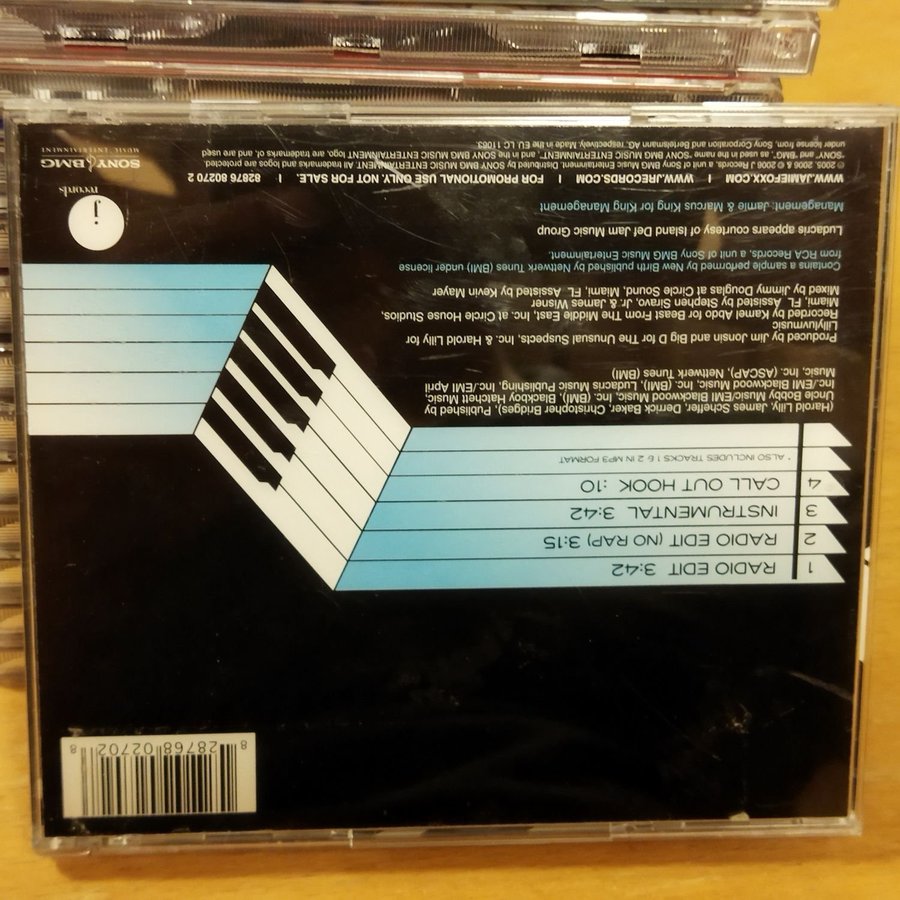 1 RADIO EDIT 3:42
2 RADIO EDIT (NO RAP) 3:15
3 INSTRUMENTAL 3:42
4 CALL OUT HOOK :10
* ALSO INCLUDES TRACKS 1 & 2 IN MP3 FORMAT
(Harold Lilly, James Scheffer, Derrick Baker, Christopher Bridges), Published by
Uncle Bobby Music/EMI Blackwood Music, Inc. (BMI), Blackboy Hatchet Music,
Inc/EMI Blackwood Music, Inc. (BMI), Ludacris Music Publishing, Inc./EMI April
Music, Inc. (ASCAP), Nettwerk Tunes (BMI)
Produced by Jim Jonsin and Big D for The Unusual Suspects, Inc. & Harold Lilly for
Lillyluvmusic
Recorded by Kamel Abdo for Beast From The Middle East, Inc. at Circle House Studios,
Miami, FL. Assisted by Stephen Siravo, Jr. & James Wisner
Mixed by Jimmy Douglas at Circle Sound, Miami, FL. Assisted by Kevin Mayer
Contains a sample performed by New Birth published by Nettwerk Tunes (BMI) under license
from RCA Records, a unit of Sony BMG Music Entertainment.
Ludacris appears courtesy of Island Def Jam Music Group
Management: Jamie & Marcus King for King Management
WWW.JAMIEFOXX.COM I WWW.JRECORDS.COM I FOR PROMOTIONAL USE ONLY, NOT FOR SALE. I 82876 80270 2
2005, 2006 & © 2006 J Records, a unit of Sony BMG Music Entertainment. Distributed by SONY BMG MUSIC ENTERTAINMENT. All trademarks and logos are protected.
"SONY" and "BMG," as used in the name "SONY BMG MUSIC ENTERTAINMENT", and in the SONY BMG MUSIC ENTERTAINMENT logo, are trademarks of, and are used
under license from, Sony Corporation and Bertelsmann AG, respectively. Made in the EU LC 11063
j
records
SONY BMG
MUSIC ENTERTAINMENT
8 28768 02702 8